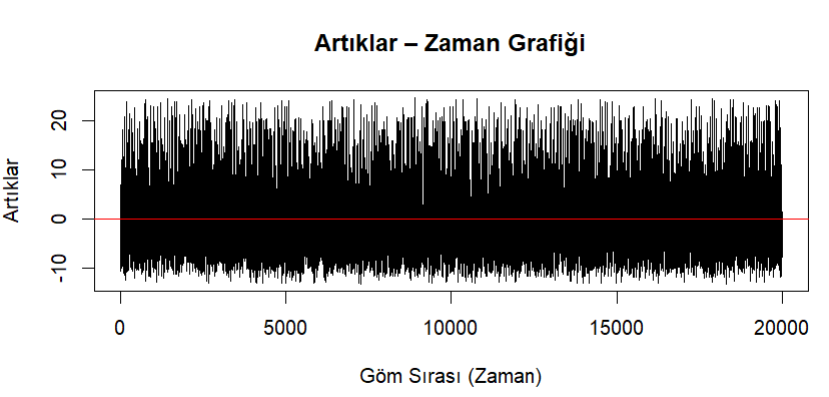 Artıklar – Zaman Grafiği
Artıklar
20
10
0
-10
0 5000 10000 15000 20000
Göm Sırası (Zaman)